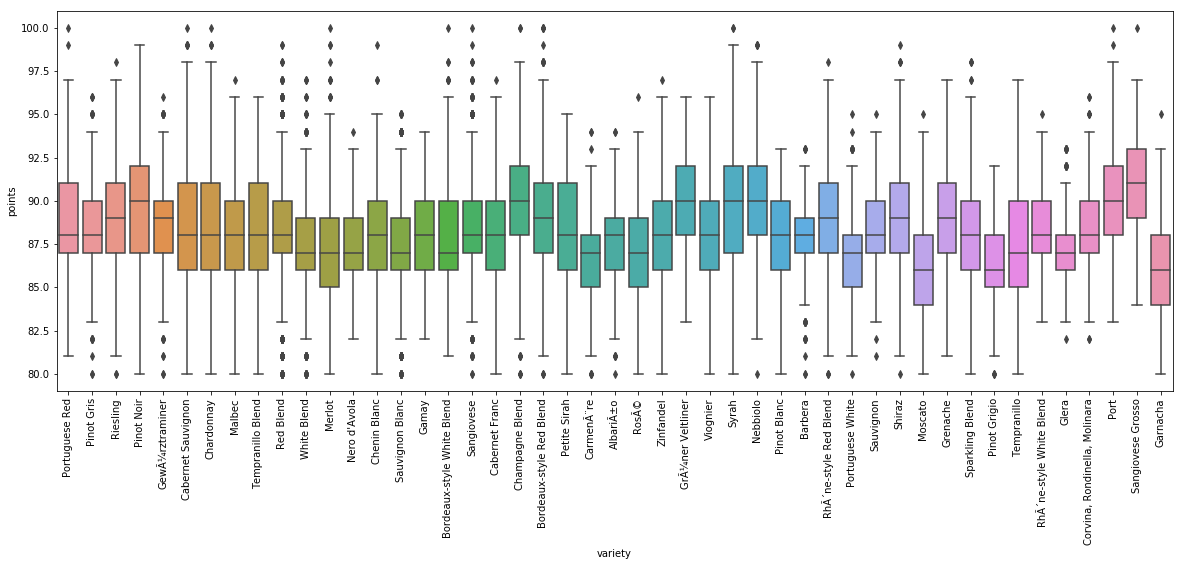 points
100.0
97.5
95.0
92.5
90.0
87.5
85.0
82.5
80.0
Portuguese Red
Pinot Gris
Riesling
Pinot Noir
GewÃ¼rztraminer
Cabernet Sauvignon
Chardonnay
Malbec
Tempranillo Blend
Red Blend
White Blend
Merlot
Nero d'Avola
Chenin Blanc
Sauvignon Blanc
Gamay
Bordeaux-style White Blend
Sangiovese
Cabernet Franc
Champagne Blend
Bordeaux-style Red Blend
Petite Sirah
CarmenÃ¨re
AlbariÃ±o
RosÃ©
Zinfandel
GrÃ¼ner Veltliner
Viognier
Syrah
Nebbiolo
Pinot Blanc
Barbera
RhÃ´ne-style Red Blend
Portuguese White
Sauvignon
Shiraz
Moscato
Grenache
Sparkling Blend
Pinot Grigio
Tempranillo
RhÃ´ne-style White Blend
Glera
Corvina, Rondinella, Molinara
Port
Sangiovese Grosso
Garnacha
variety